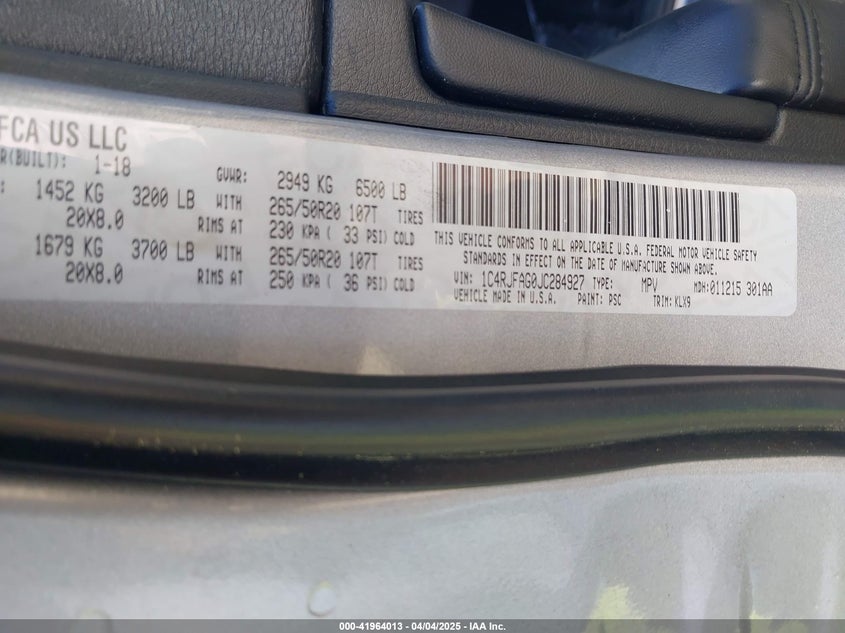 FCA US LLC
R(BUILT): 1-18 GVWR: 2949 KG 6500 LB
: 1452 KG 3200 LB WITH 265/50R20 107T TIRES
20X8.0 RIMS AT 230 KPA ( 33 PSI) COLD
1679 KG 3700 LB WITH 265/50R20 107T TIRES
20X8.0 RIMS AT 250 KPA ( 36 PSI) COLD
THIS VEHICLE CONFORMS TO ALL APPLICABLE U.S.A. FEDERAL MOTOR VEHICLE SAFETY
STANDARDS IN EFFECT ON THE DATE OF MANUFACTURE SHOWN ABOVE.
VIN: 1C4RJFAG0JC284927 TYPE: MPV MDH:011215 301AA
VEHICLE MADE IN U.S.A. PAINT: PSC TRIM: KLX9
000-41964013 - 04/04/2025 - IAA Inc.